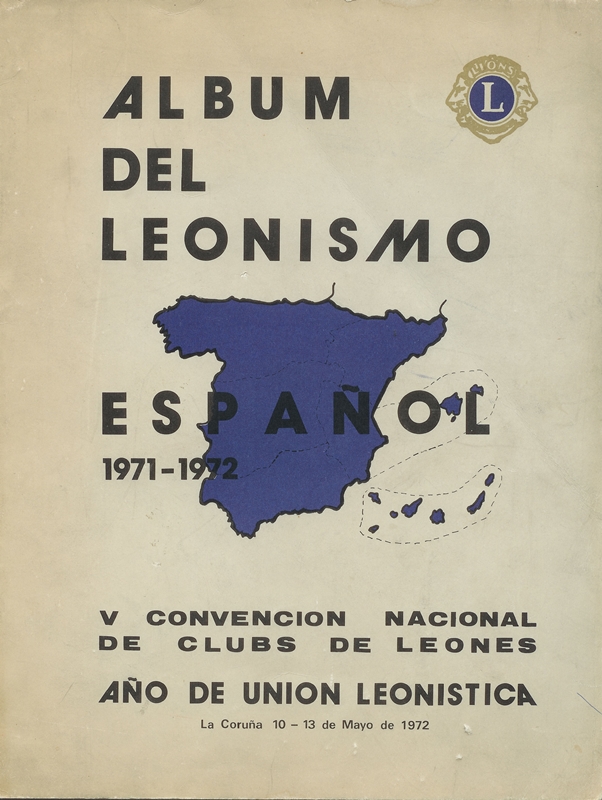 LIONS
L
ALBUM
DEL
LEONISMO
ESPAÑOL
1971-1972
V CONVENCION NACIONAL
DE CLUBS DE LEONES
AÑO DE UNION LEONISTICA
La Coruña 10 – 13 de Mayo de 1972